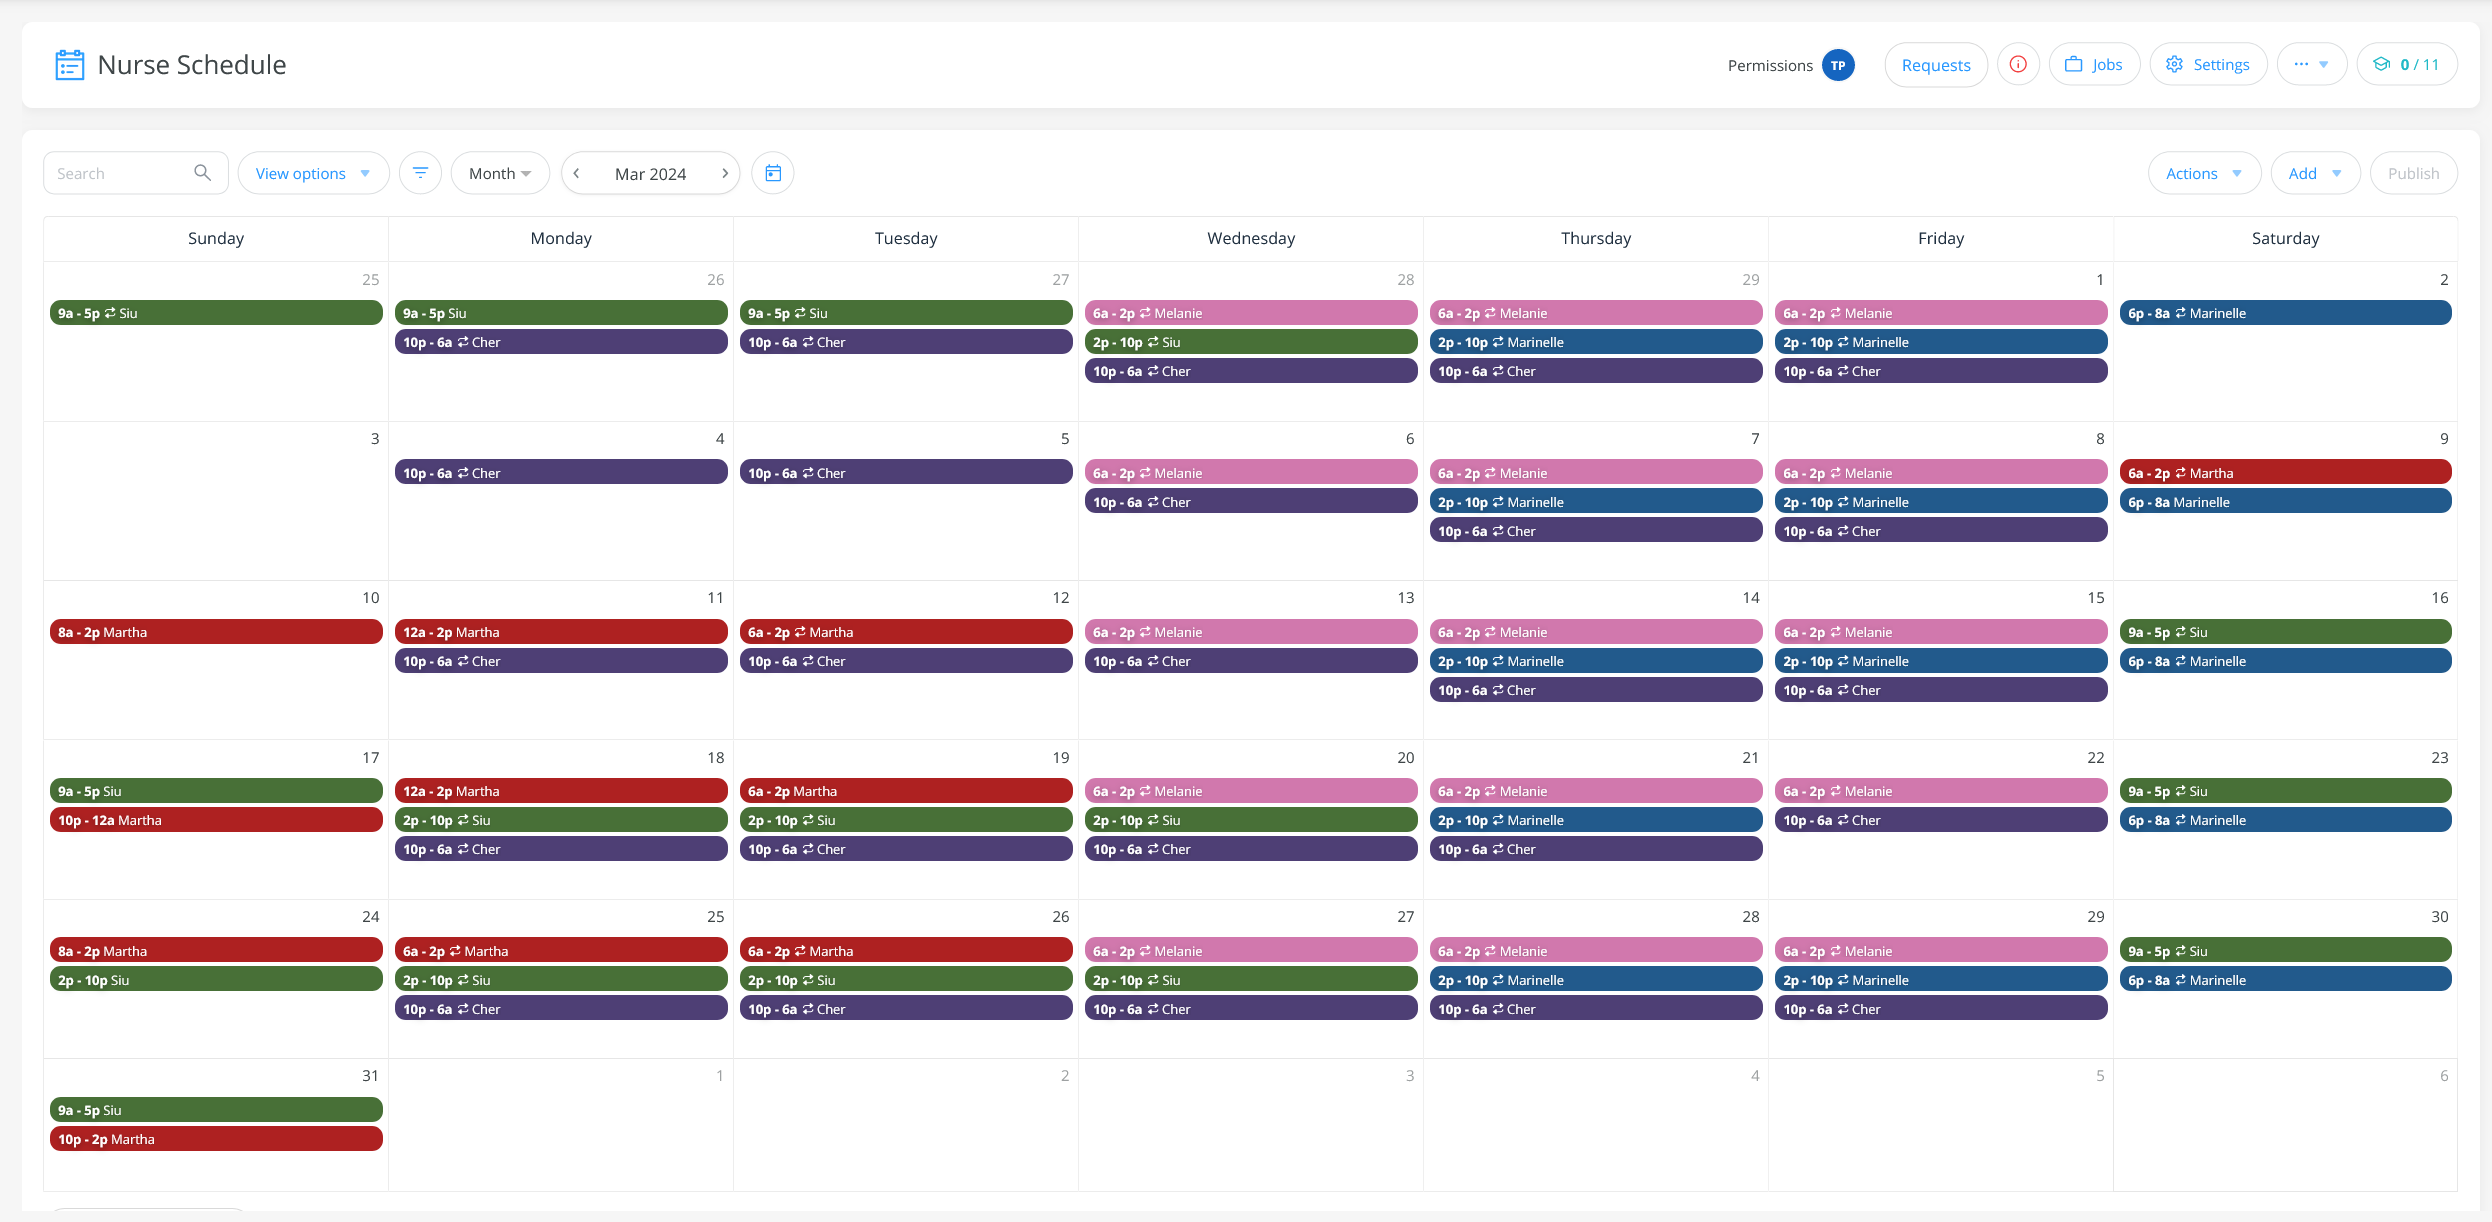 Nurse Schedule
Permissions TP Requests Jobs Settings ... 0 / 11
Search View options Month Mar 2024 Actions Add Publish
Sunday Monday Tuesday Wednesday Thursday Friday Saturday
25 26 27 28 29 1 2
9a - 5p Siu 9a - 5p Siu 9a - 5p Siu 6a - 2p Melanie 6a - 2p Melanie 6a - 2p Melanie 6p - 8a Marinelle
10p - 6a Cher 10p - 6a Cher 2p - 10p Siu 2p - 10p Marinelle 2p - 10p Marinelle
10p - 6a Cher 10p - 6a Cher 10p - 6a Cher
3 4 5 6 7 8 9
10p - 6a Cher 10p - 6a Cher 6a - 2p Melanie 6a - 2p Melanie 6a - 2p Melanie 6a - 2p Martha
10p - 6a Cher 2p - 10p Marinelle 2p - 10p Marinelle 6p - 8a Marinelle
10p - 6a Cher 10p - 6a Cher
10 11 12 13 14 15 16
8a - 2p Martha 12a - 2p Martha 6a - 2p Martha 6a - 2p Melanie 6a - 2p Melanie 6a - 2p Melanie 9a - 5p Siu
10p - 6a Cher 10p - 6a Cher 10p - 6a Cher 2p - 10p Marinelle 2p - 10p Marinelle 6p - 8a Marinelle
10p - 6a Cher 10p - 6a Cher
17 18 19 20 21 22 23
9a - 5p Siu 12a - 2p Martha 6a - 2p Martha 6a - 2p Melanie 6a - 2p Melanie 6a - 2p Melanie 9a - 5p Siu
10p - 12a Martha 2p - 10p Siu 2p - 10p Siu 2p - 10p Siu 2p - 10p Marinelle 10p - 6a Cher 6p - 8a Marinelle
10p - 6a Cher 10p - 6a Cher 10p - 6a Cher 10p - 6a Cher
24 25 26 27 28 29 30
8a - 2p Martha 6a - 2p Martha 6a - 2p Martha 6a - 2p Melanie 6a - 2p Melanie 6a - 2p Melanie 9a - 5p Siu
2p - 10p Siu 2p - 10p Siu 2p - 10p Siu 2p - 10p Siu 2p - 10p Marinelle 2p - 10p Marinelle 6p - 8a Marinelle
10p - 6a Cher 10p - 6a Cher 10p - 6a Cher 10p - 6a Cher 10p - 6a Cher
31 1 2 3 4 5 6
9a - 5p Siu
10p - 2p Martha